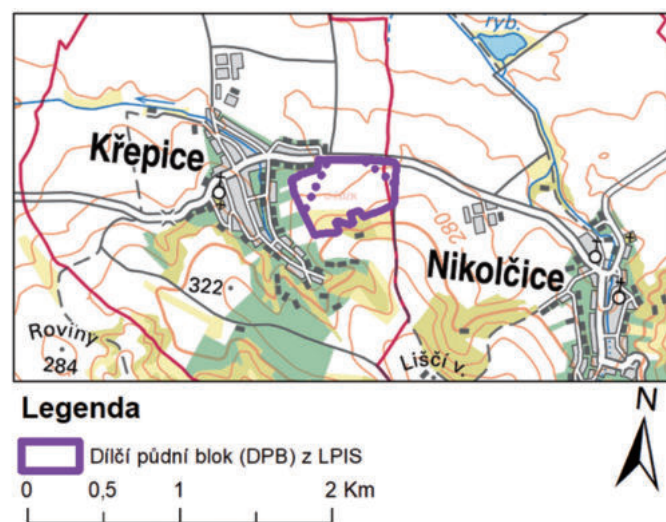 ryb.
Křepice
280
Nikolčice
322
Roviny
284
Liščí v.
Legenda
N
Dílčí půdní blok (DPB) z LPIS
0 0,5 1 2 Km